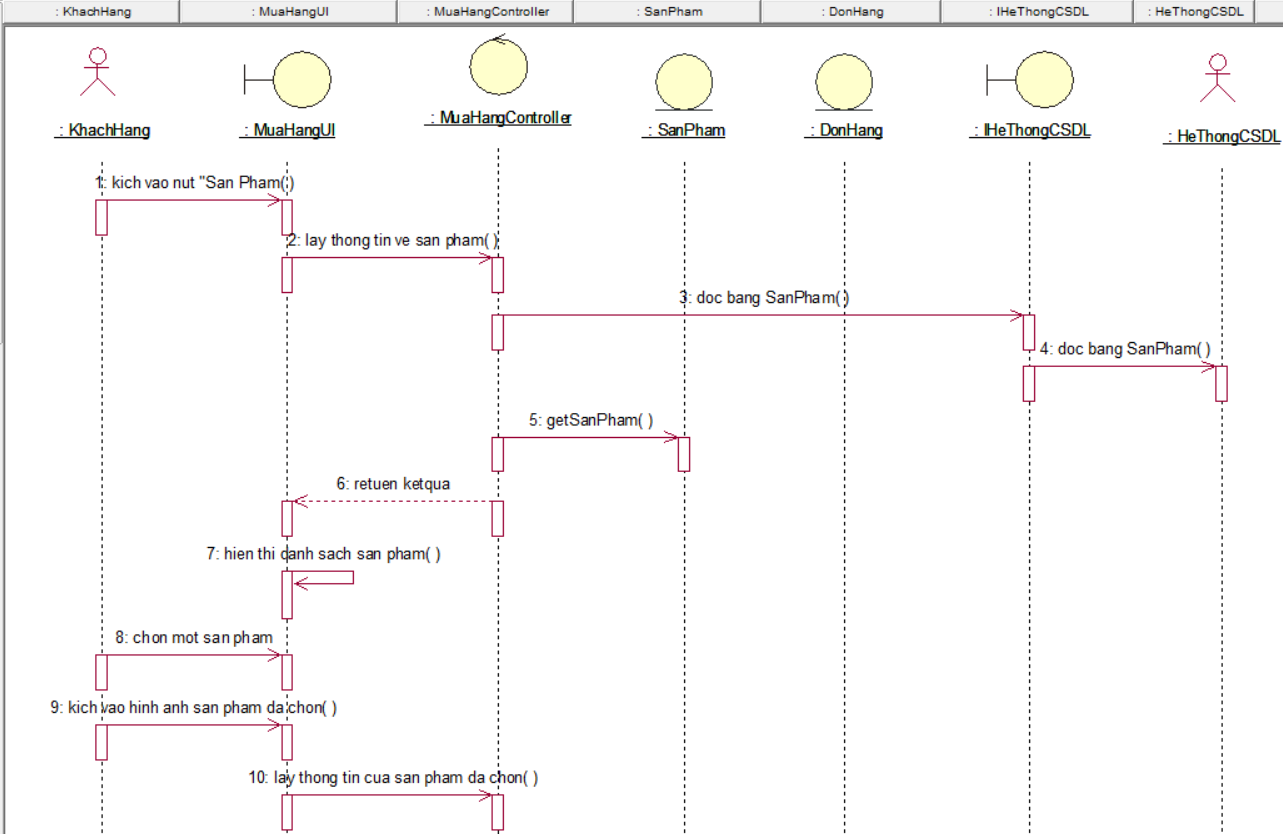 : KhachHang
: MuaHangUI
: MuaHangController
: SanPham
: DonHang
: IHeThongCSDL
: HeThongCSDL
: KhachHang
: MuaHangUI
: MuaHangController
: SanPham
: DonHang
: IHeThongCSDL
: HeThongCSDL
1: kich vao nut "San Pham( )
2: lay thong tin ve san pham( )
3: doc bang SanPham( )
4: doc bang SanPham( )
5: getSanPham( )
6: retuen ketqua
7: hien thi danh sach san pham( )
8: chon mot san pham
9: kich vao hinh anh san pham da chon( )
10: lay thong tin cua san pham da chon( )